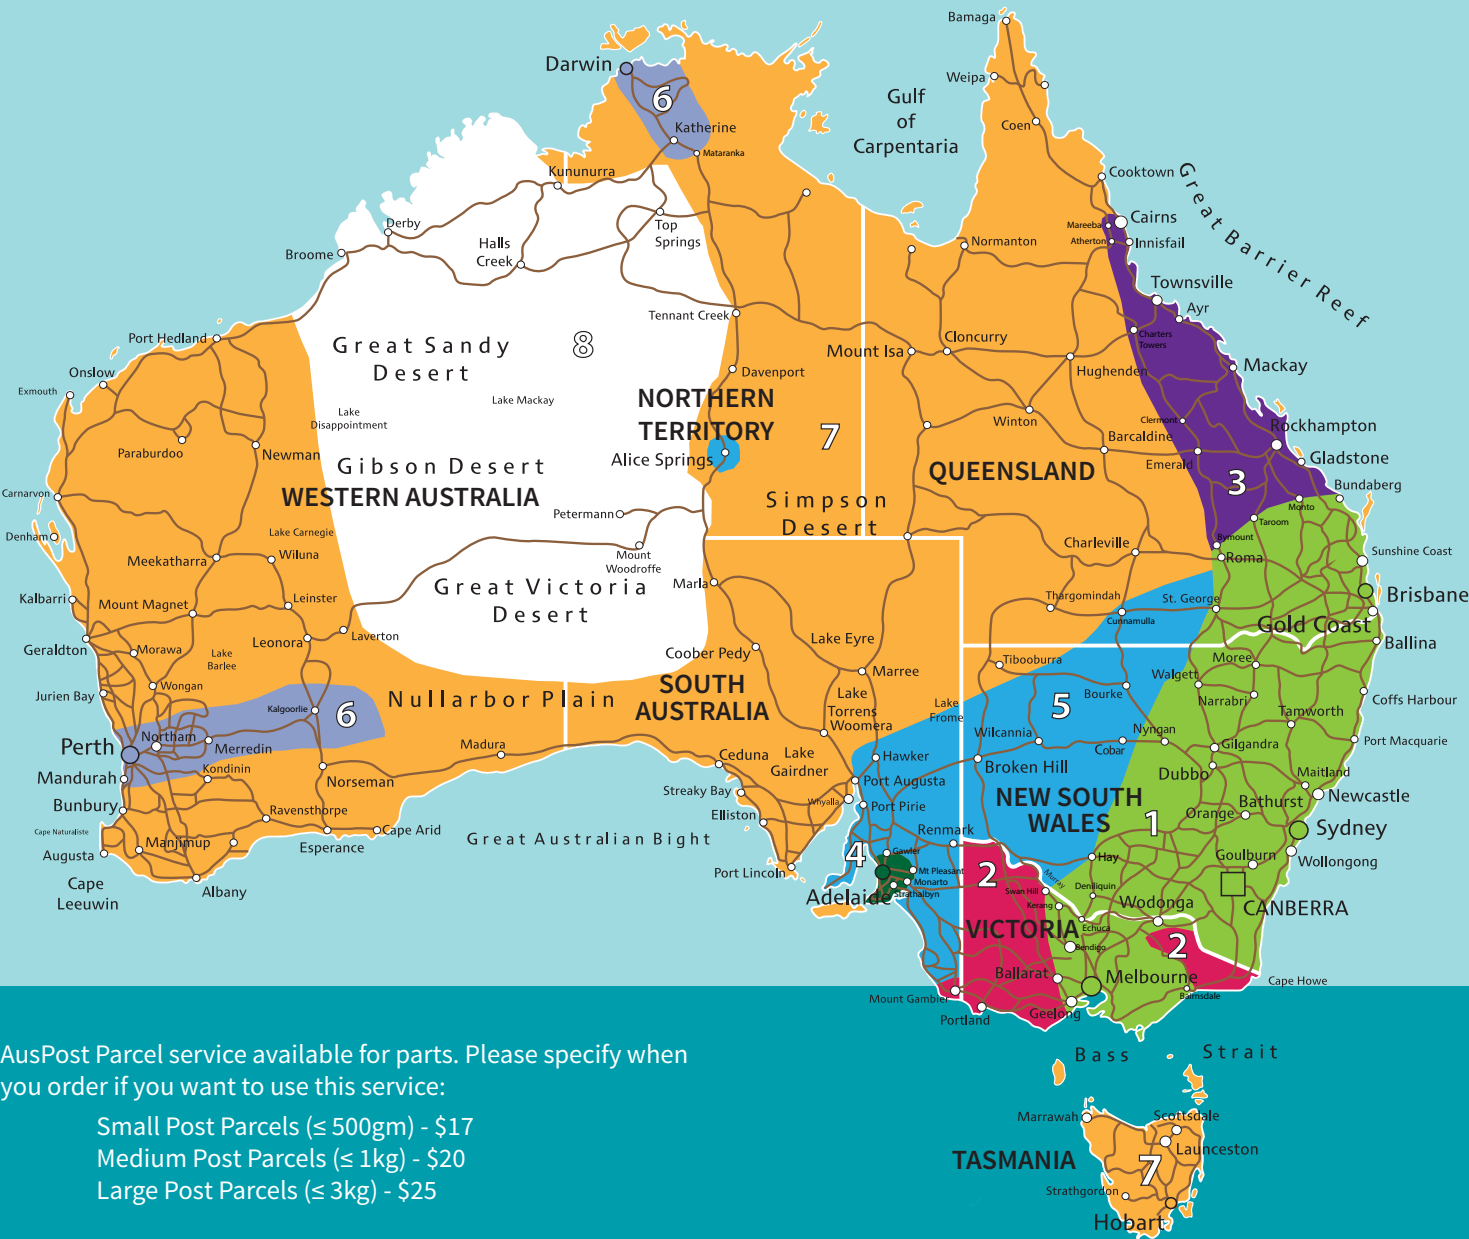 Bamaga
Darwin
Weipa
Gulf
of
Carpentaria
6
Coen
Katherine
Mataranka
Kununurra
Cooktown
Great Barrier Reef
Derby
Top
Springs
Halls
Creek
Broome
Normanton
Cairns
Mareeba
Atherton
Innisfail
Townsville
Ayr
Tennant Creek
Port Hedland
Great Sandy
Desert
8
Charters
Towers
Mount Isa
Cloncurry
Onslow
Exmouth
Davenport
Hughenden
Mackay
NORTHERN
TERRITORY
Lake Mackay
Lake
Disappointment
7
Winton
Clermont
Rockhampton
Barcaldine
Paraburdoo
Newman
Gibson Desert
Alice Springs
QUEENSLAND
Emerald
Gladstone
3
Bundaberg
Carnarvon
WESTERN AUSTRALIA
Simpson
Desert
Monto
Petermann
Taroom
Denham
Lake Carnegie
Bymount
Charleville
Roma
Sunshine Coast
Meekatharra
Wiluna
Mount
Woodroffe
Great Victoria
Desert
Marla
Thargomindah
St. George
Brisbane
Kalbarri
Mount Magnet
Leinster
Cunnamulla
Gold Coast
Ballina
Geraldton
Morawa
Leonora
Laverton
Lake
Barlee
Coober Pedy
Lake Eyre
Marree
Tibooburra
Moree
Walgett
Jurien Bay
Wongan
Kalgoorlie
6
Nullarbor Plain
SOUTH
AUSTRALIA
Lake
Torrens
Woomera
Lake
Frome
5
Bourke
Narrabri
Coffs Harbour
Tamworth
Perth
Northam
Merredin
Madura
Wilcannia
Nyngan
Cobar
Gilgandra
Port Macquarie
Mandurah
Kondinin
Norseman
Ceduna
Lake
Gairdner
Hawker
Broken Hill
Dubbo
Maitland
Bunbury
Ravensthorpe
Streaky Bay
Port Augusta
Whyalla
Port Pirie
NEW SOUTH
WALES
1
Orange
Bathurst
Newcastle
Cape Naturaliste
Manjimup
Esperance
Cape Arid
Great Australian Bight
Elliston
Renmark
Sydney
Augusta
Cape
Leeuwin
Albany
Port Lincoln
4
Gawler
Mt Pleasant
Monarto
Strathalbyn
Adelaide
2
Hay
Goulburn
Wollongong
Murray
Swan Hill
Deniliquin
Kerang
Wodonga
CANBERRA
VICTORIA
Echuca
Bendigo
2
Ballarat
Melbourne
Cape Howe
Mount Gambier
Bairnsdale
Portland
Geelong
Bass Strait
Marrawah
Scottsdale
TASMANIA
Launceston
7
Strathgordon
Hobart
AusPost Parcel service available for parts. Please specify when
you order if you want to use this service:
Small Post Parcels (≤ 500gm) - $17
Medium Post Parcels (≤ 1kg) - $20
Large Post Parcels (≤ 3kg) - $25